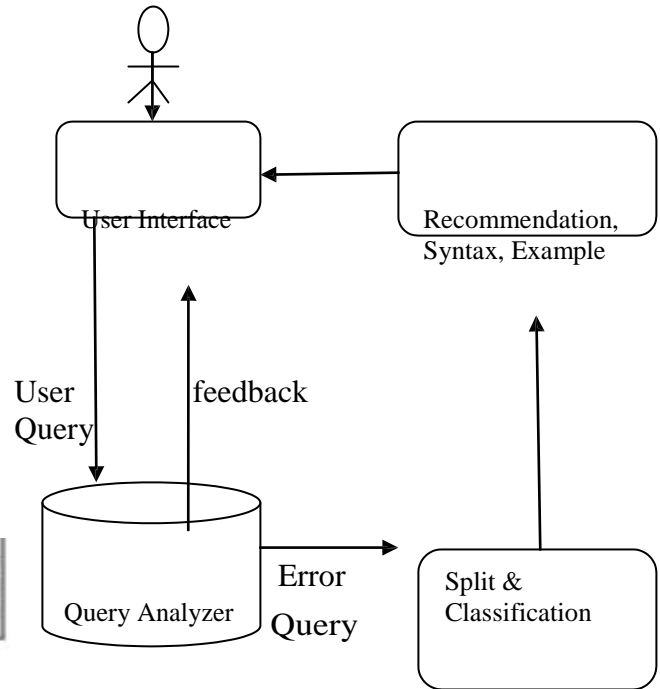 User Interface
Recommendation,
Syntax, Example
User
Query
feedback
Query Analyzer
Error
Query
Split &
Classification